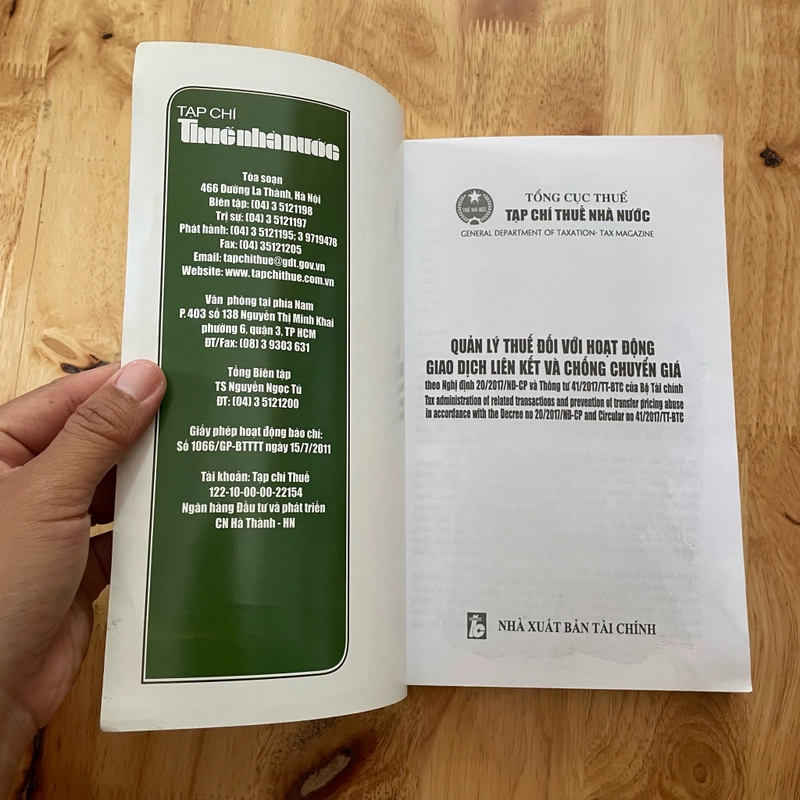 TẠP CHÍ
Thuế nhà nước
Tòa soạn
466 Đường La Thành, Hà Nội
Biên tập: (04) 3 5121198
Trị sự: (04) 3 5121197
Phát hành: (04) 3 5121195; 3 9719478
Fax: (04) 35121205
Email: tapchithue@gdt.gov.vn
Website: www. tapchithue.com.vn
Văn phòng tại phía Nam
P.403 số 138 Nguyễn Thị Minh Khai
phường 6, quận 3, TP HCM
ĐT/Fax: (08) 3 9303 631
Tổng Biên tập
TS Nguyễn Ngọc Tú
ĐT: (04) 3 5121200
Giấy phép hoạt động báo chí:
Số 1066/GP-BTTTT ngày 15/7/2011
Tài khoản: Tạp chí Thuế
122-10-00-00-22154
Ngân hàng Đầu tư và phát triển
CN Hà Thành - HN
THUẾ NHÀ NƯỚC
TỔNG CỤC THUẾ
TẠP CHÍ THUẾ NHÀ NƯỚC
GENERAL DEPARTMENT OF TAXATION- TAX MAGAZINE
QUẢN LÝ THUẾ ĐỐI VỚI HOẠT ĐỘNG
GIAO DỊCH LIÊN KẾT VÀ CHỐNG CHUYỂN GIÁ
theo Nghị định 20/2017/NĐ-CP và Thông tư 41/2017/TT-BTC của Bộ Tài chính
Tax administration of related transactions and prevention of transfer pricing abuse
in accordance with the Decree no 20/2017/NĐ-CP and Circular no 41/2017/TT-BTC
tc
NHÀ XUẤT BẢN TÀI CHÍNH